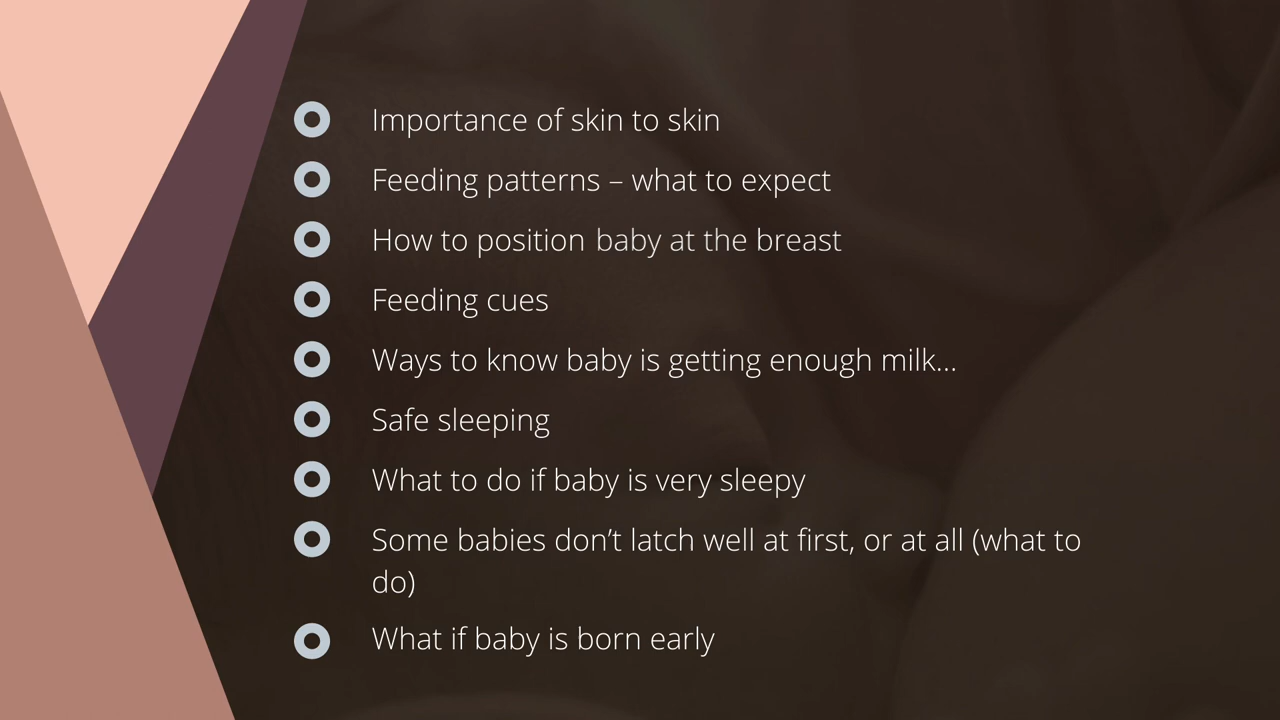 Importance of skin to skin
Feeding patterns – what to expect
How to position baby at the breast
Feeding cues
Ways to know baby is getting enough milk...
Safe sleeping
What to do if baby is very sleepy
Some babies don’t latch well at first, or at all (what to
do)
What if baby is born early